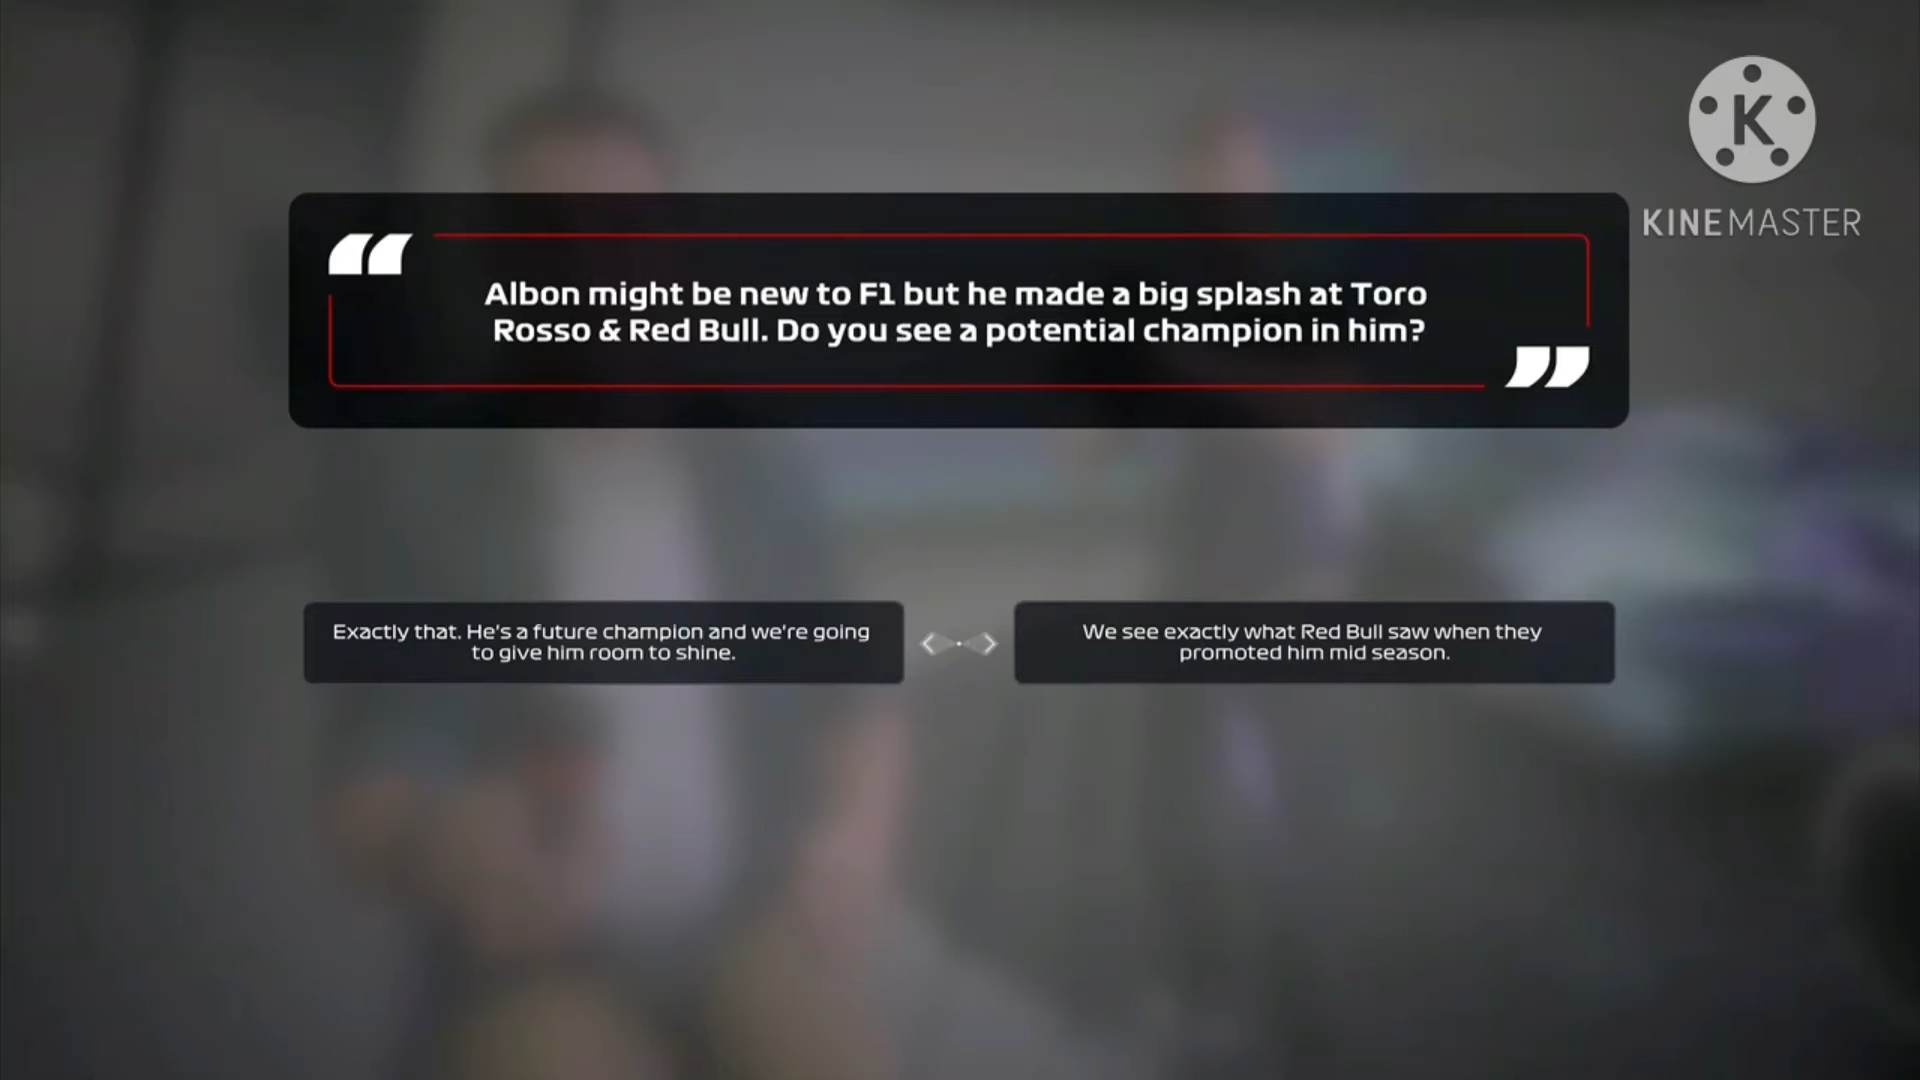 K
KINEMASTER
“
Albon might be new to F1 but he made a big splash at Toro
Rosso & Red Bull. Do you see a potential champion in him?
”
Exactly that. He's a future champion and we're going
to give him room to shine.
We see exactly what Red Bull saw when they
promoted him mid season.